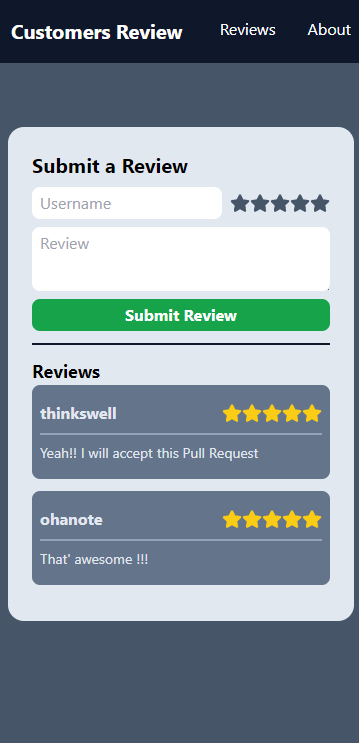 Customers Review
Reviews
About
Submit a Review
Username
Review
Submit Review
Reviews
thinkswell
Yeah!! I will accept this Pull Request
ohanote
That' awesome !!!